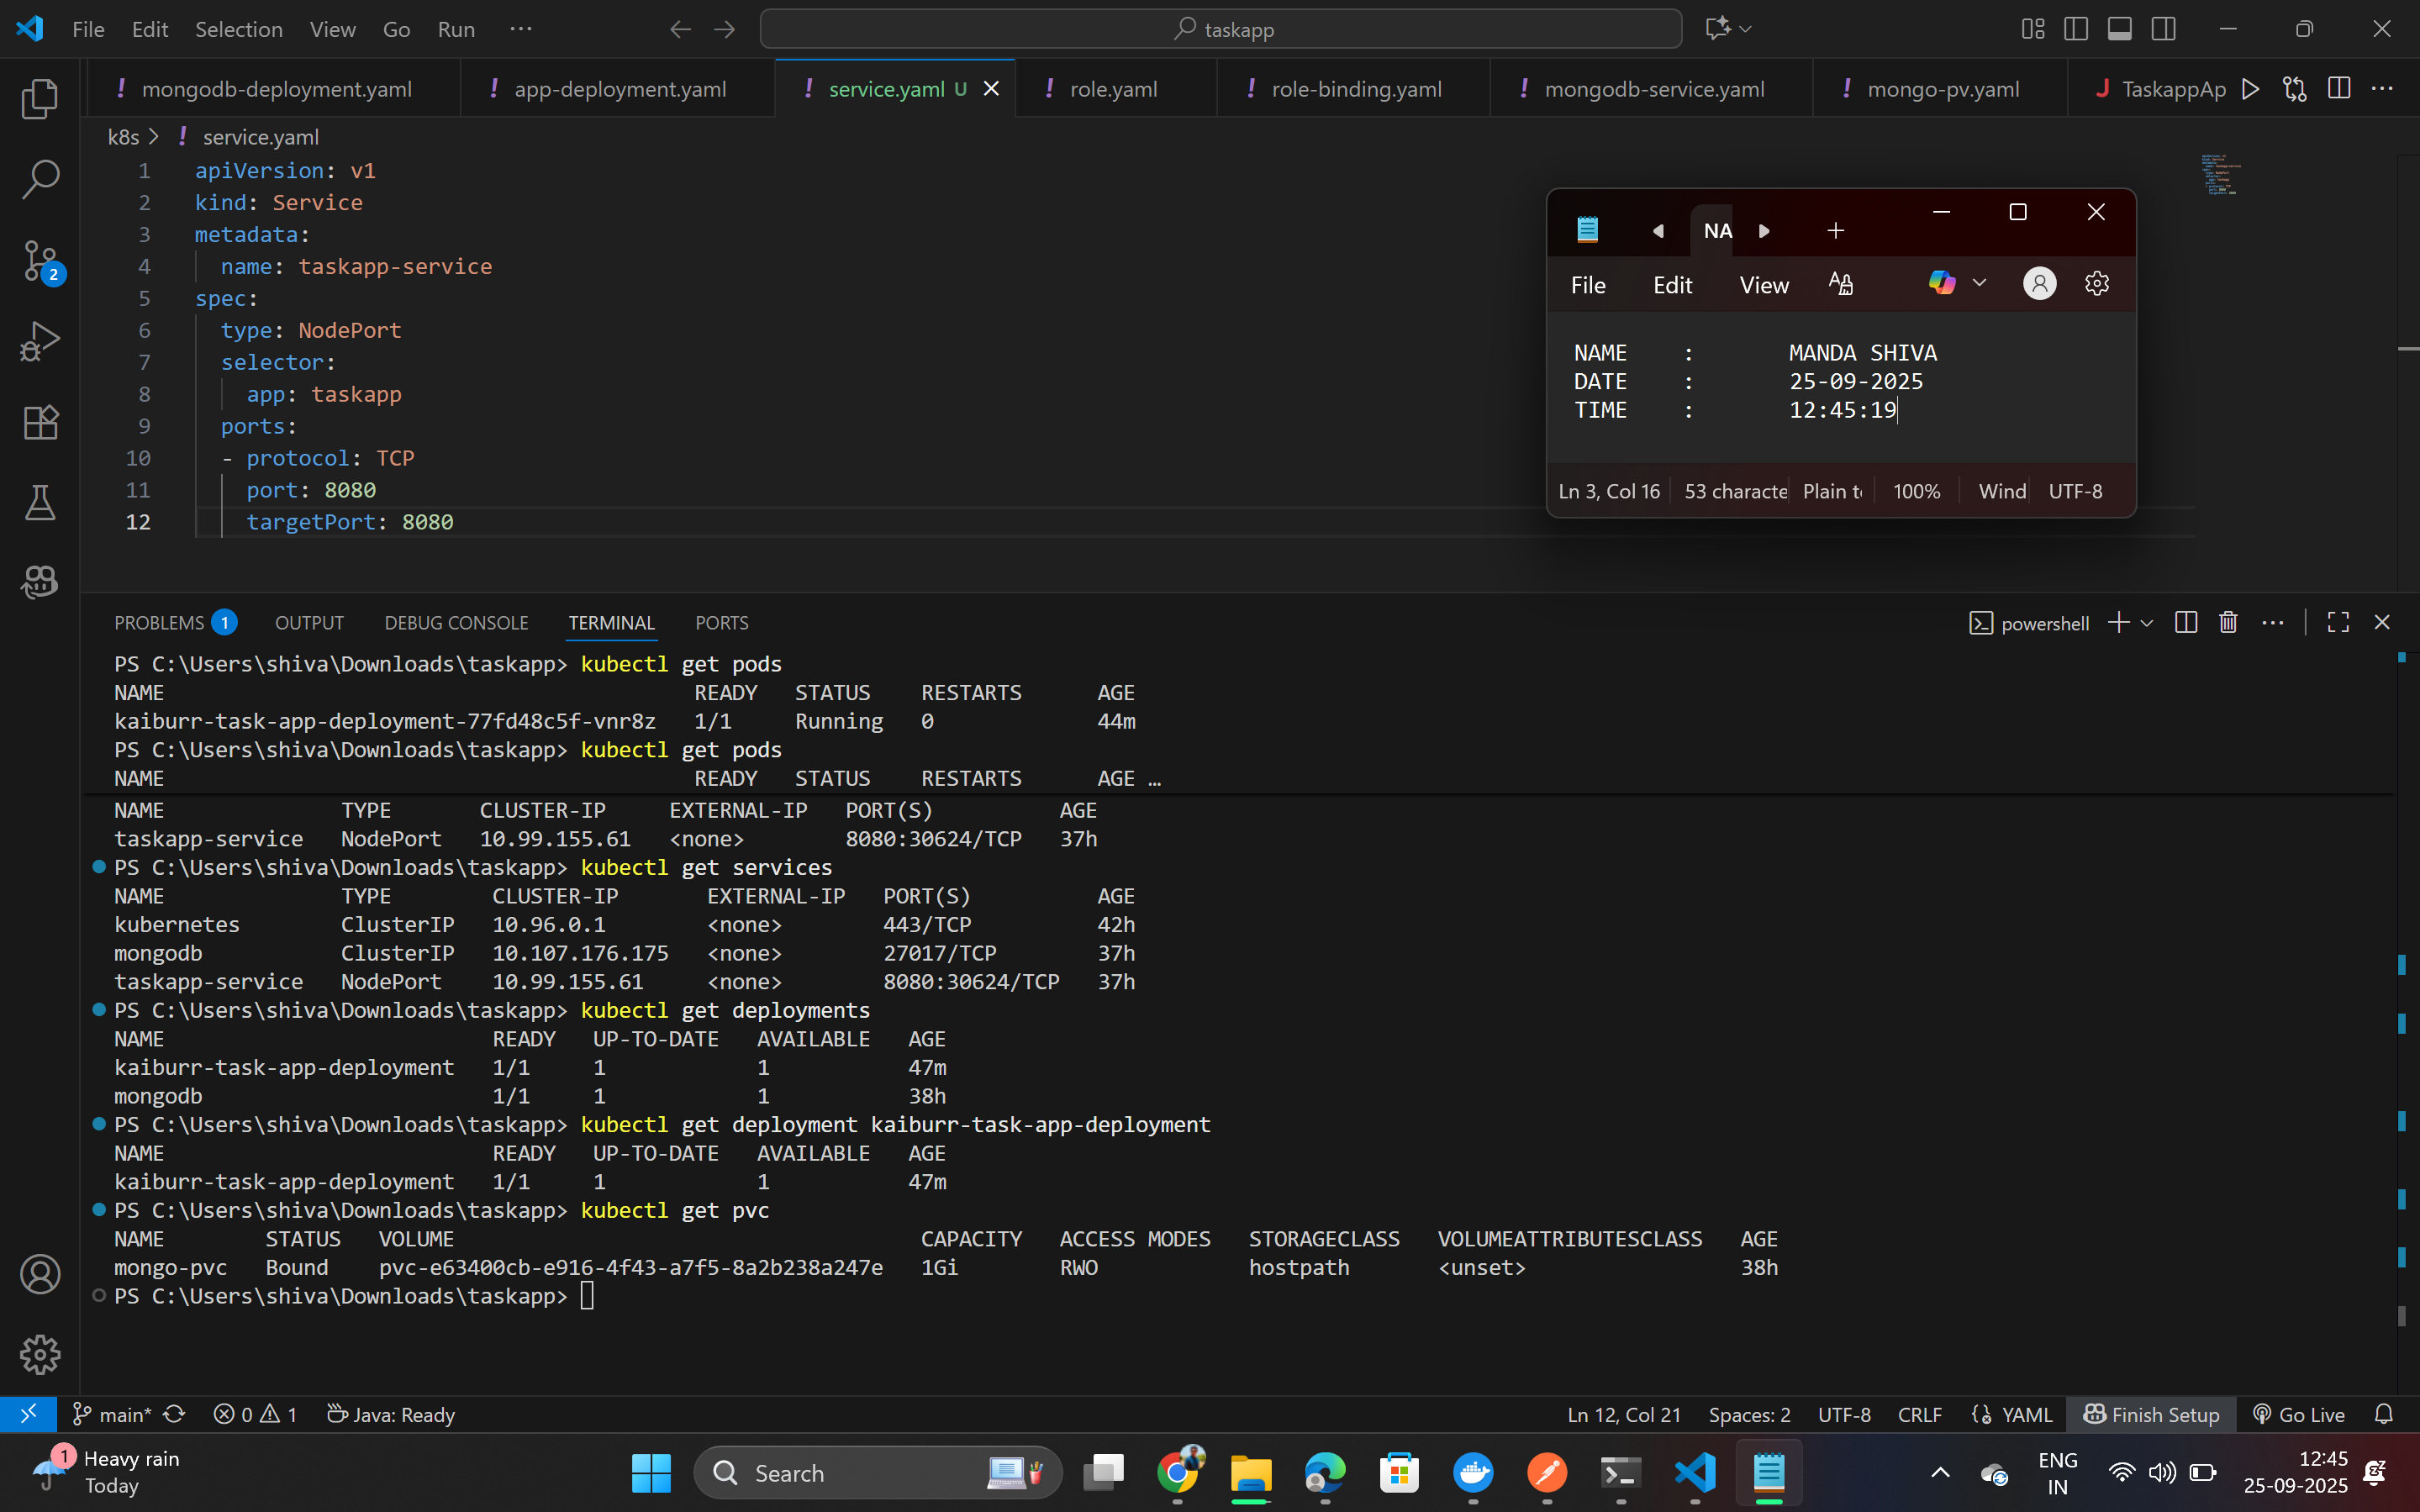 File Edit Selection View Go Run ···
taskapp
! mongodb-deployment.yaml
! app-deployment.yaml
! service.yaml U
! role.yaml
! role-binding.yaml
! mongodb-service.yaml
! mongo-pv.yaml
J TaskappAp
k8s > ! service.yaml
1 apiVersion: v1
2 kind: Service
3 metadata:
4 name: taskapp-service
5 spec:
6 type: NodePort
7 selector:
8 app: taskapp
9 ports:
10 - protocol: TCP
11 port: 8080
12 targetPort: 8080
NA
File Edit View
NAME : MANDA SHIVA
DATE : 25-09-2025
TIME : 12:45:19
Ln 3, Col 16 53 characte Plain t 100% Wind UTF-8
2
PROBLEMS 1 OUTPUT DEBUG CONSOLE TERMINAL PORTS
powershell
PS C:\Users\shiva\Downloads\taskapp> kubectl get pods
NAME READY STATUS RESTARTS AGE
kaiburr-task-app-deployment-77fd48c5f-vnr8z 1/1 Running 0 44m
PS C:\Users\shiva\Downloads\taskapp> kubectl get pods
NAME READY STATUS RESTARTS AGE …
NAME TYPE CLUSTER-IP EXTERNAL-IP PORT(S) AGE
taskapp-service NodePort 10.99.155.61 <none> 8080:30624/TCP 37h
PS C:\Users\shiva\Downloads\taskapp> kubectl get services
NAME TYPE CLUSTER-IP EXTERNAL-IP PORT(S) AGE
kubernetes ClusterIP 10.96.0.1 <none> 443/TCP 42h
mongodb ClusterIP 10.107.176.175 <none> 27017/TCP 37h
taskapp-service NodePort 10.99.155.61 <none> 8080:30624/TCP 37h
PS C:\Users\shiva\Downloads\taskapp> kubectl get deployments
NAME READY UP-TO-DATE AVAILABLE AGE
kaiburr-task-app-deployment 1/1 1 1 47m
mongodb 1/1 1 1 38h
PS C:\Users\shiva\Downloads\taskapp> kubectl get deployment kaiburr-task-app-deployment
NAME READY UP-TO-DATE AVAILABLE AGE
kaiburr-task-app-deployment 1/1 1 1 47m
PS C:\Users\shiva\Downloads\taskapp> kubectl get pvc
NAME STATUS VOLUME CAPACITY ACCESS MODES STORAGECLASS VOLUMEATTRIBUTESCLASS AGE
mongo-pvc Bound pvc-e63400cb-e916-4f43-a7f5-8a2b238a247e 1Gi RWO hostpath <unset> 38h
PS C:\Users\shiva\Downloads\taskapp>
main* 0 1 Java: Ready
Ln 12, Col 21 Spaces: 2 UTF-8 CRLF YAML Finish Setup Go Live
1 Heavy rain
Today
Search
ENG
IN
12:45
25-09-2025